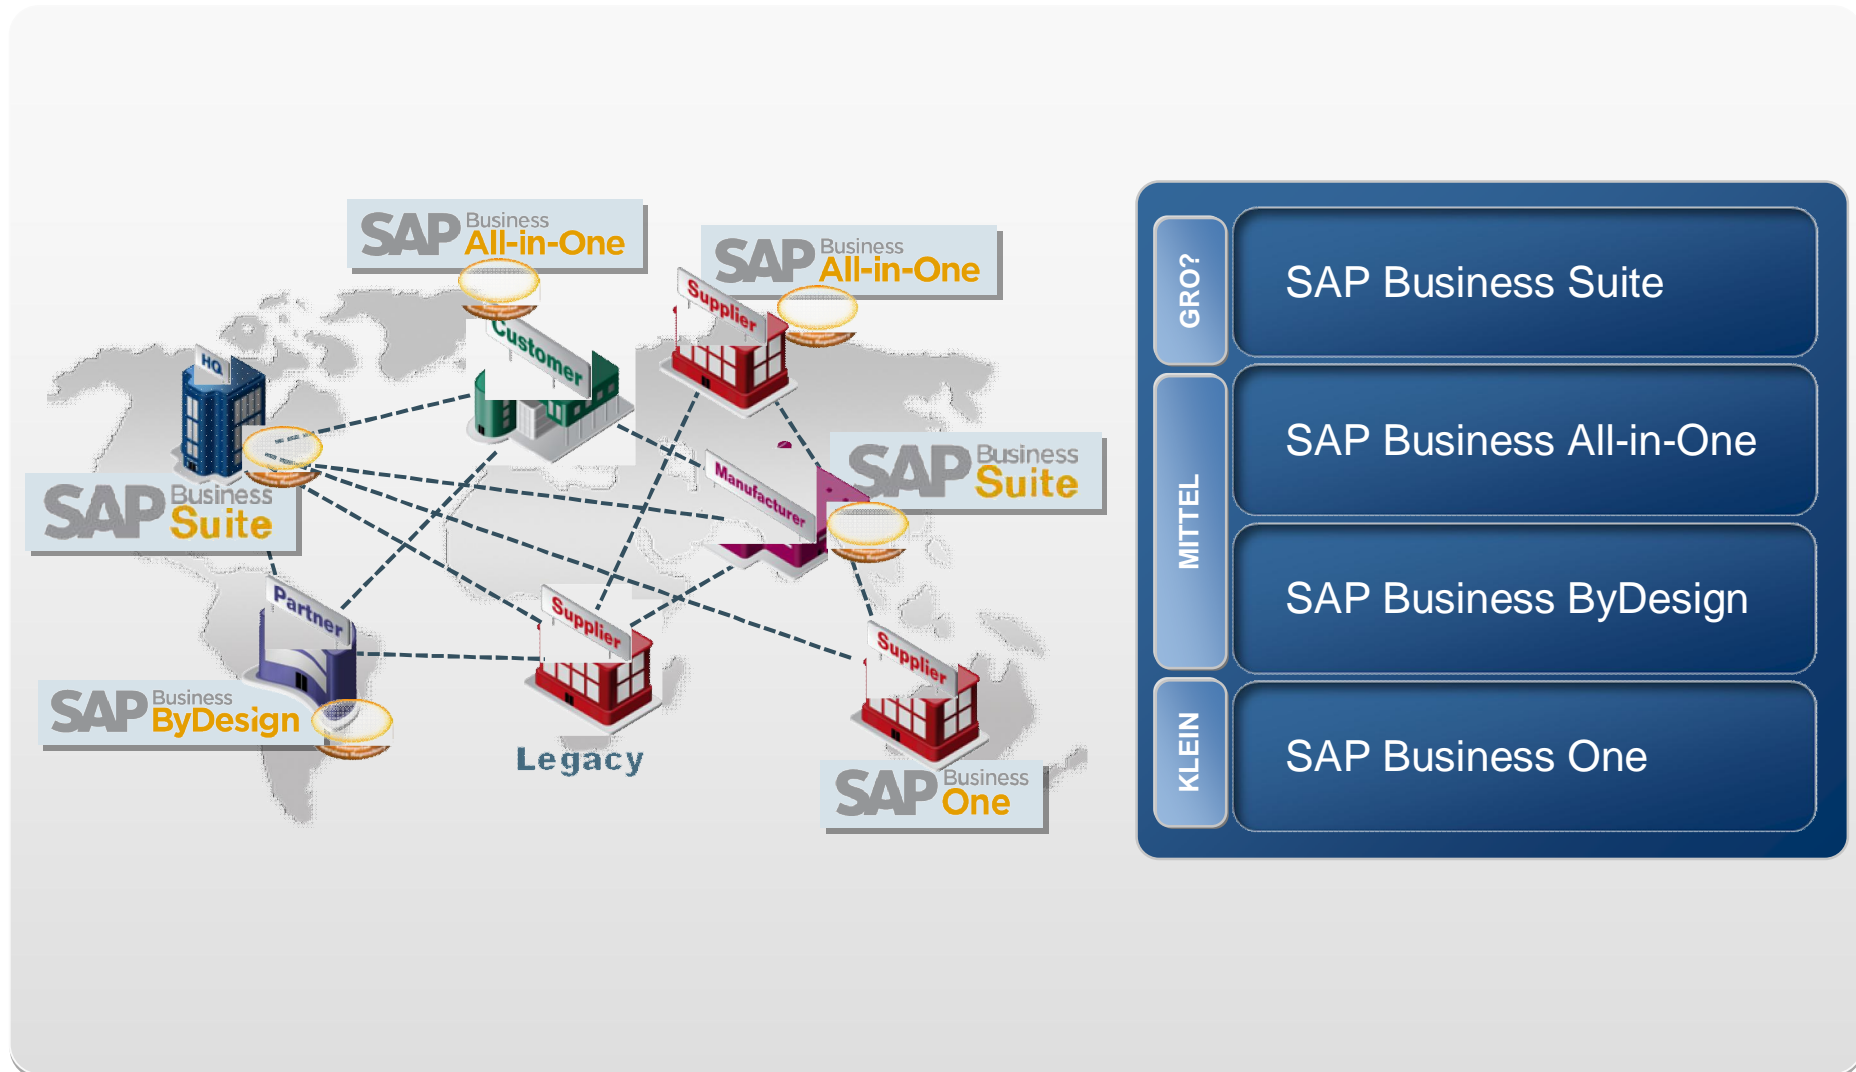 SAP Business All-in-One
SAP Business All-in-One
Supplier
Customer
HQ
SAP Business Suite
Manufacturer
SAP Business Suite
Partner
Supplier
Supplier
SAP Business ByDesign
Legacy
SAP Business One
GRO?
SAP Business Suite
MITTEL
SAP Business All-in-One
SAP Business ByDesign
KLEIN
SAP Business One